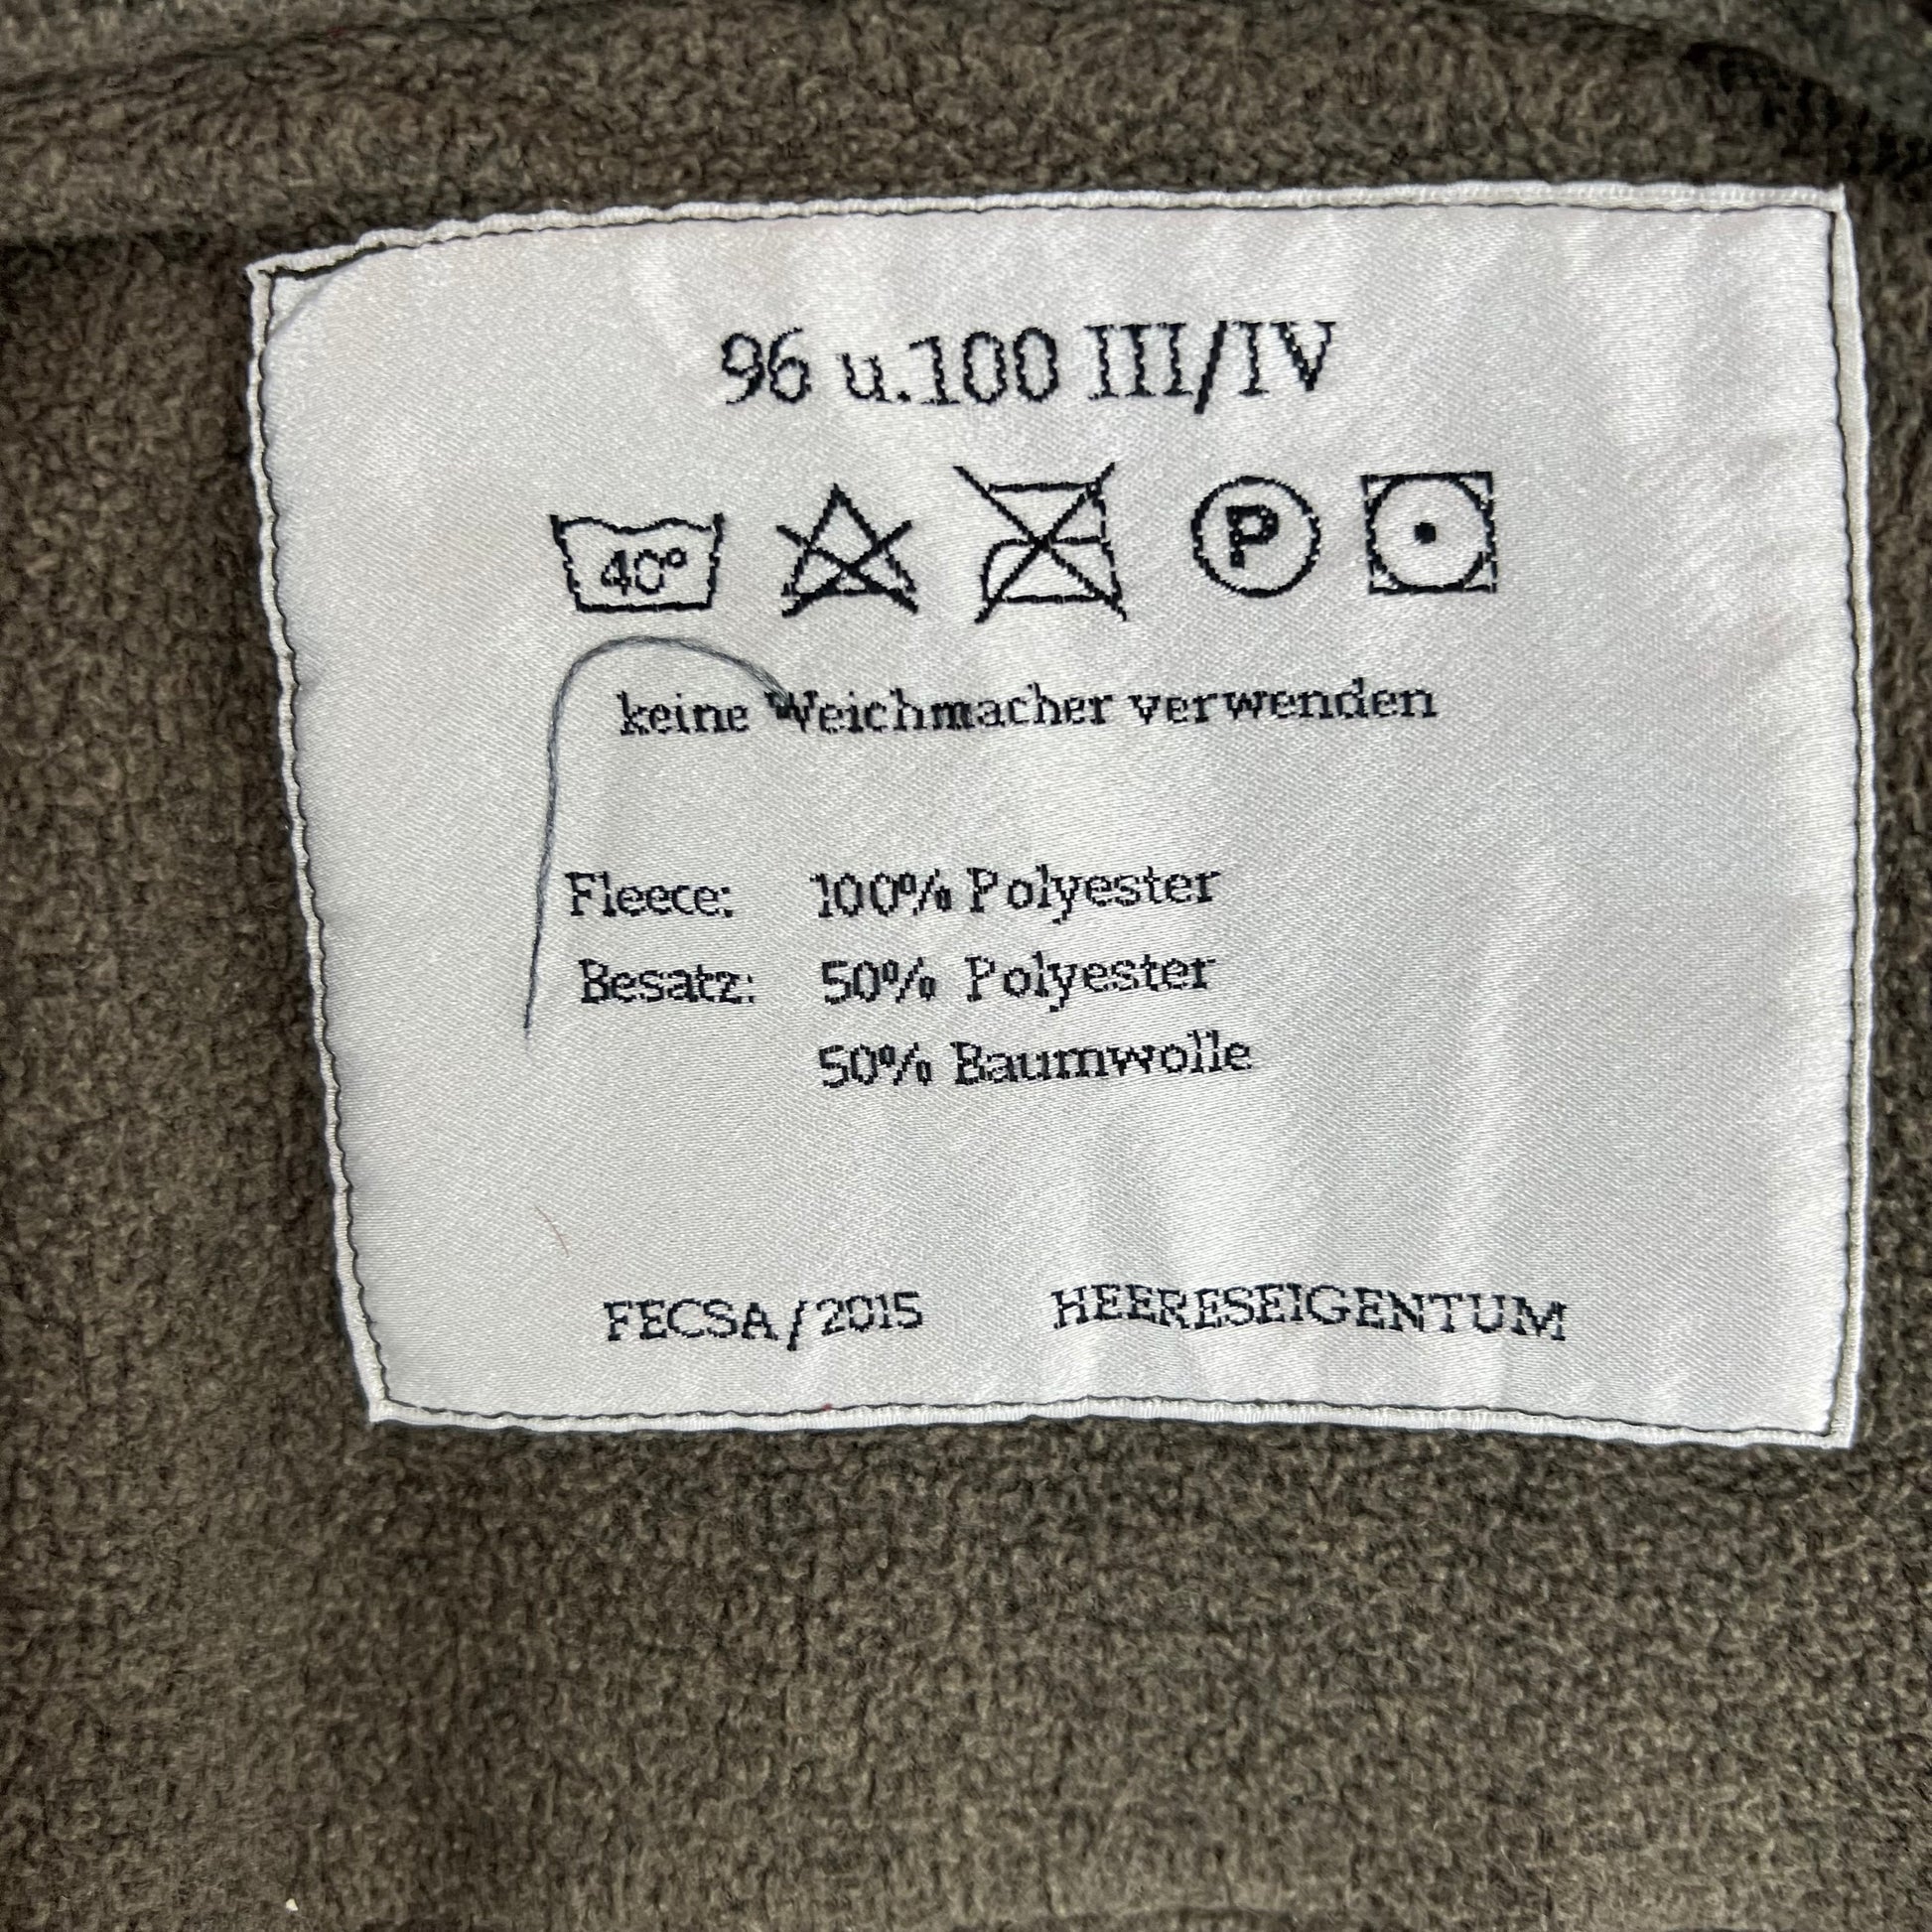 96 u.100 III/IV
40°
P
keine Weichmacher verwenden
Fleece: 100% Polyester
Besatz: 50% Polyester
50% Baumwolle
FECSA/2015 HEERESEIGENTUM